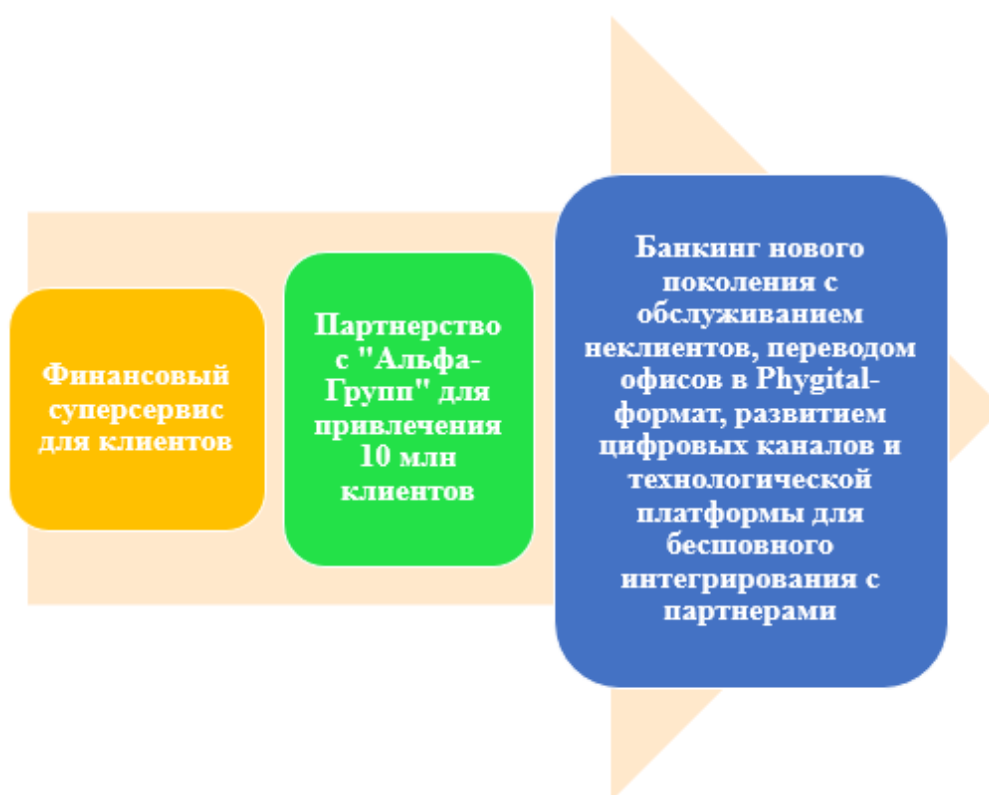 Финансовый
суперсервис
для клиентов
Партнерство
с "Альфа-
Групп" для
привлечения
10 млн
клиентов
Банкинг нового
поколения с
обслуживанием
неклиентов, переводом
офисов в Phygital-
формат, развитием
цифровых каналов и
технологической
платформы для
бесшовного
интегрирования с
партнерами